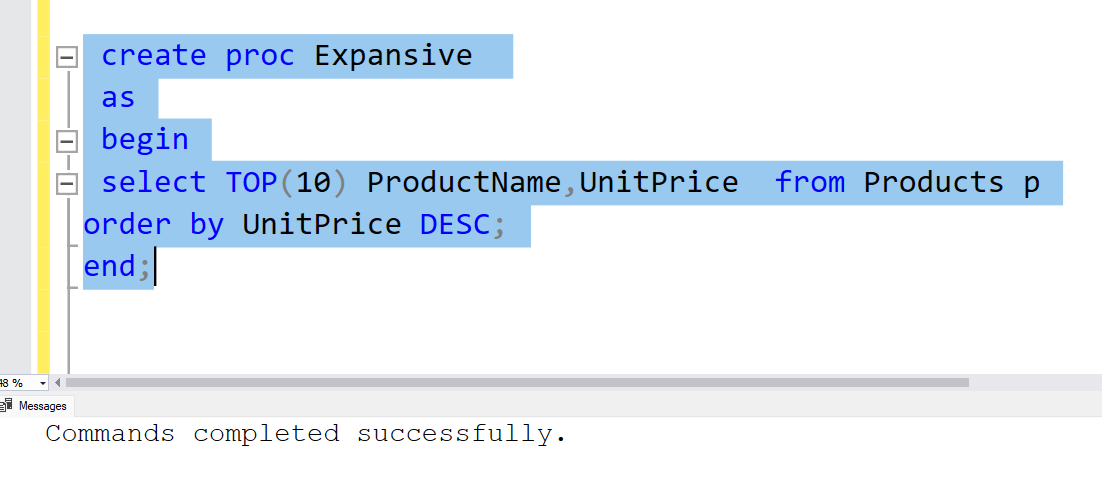 create proc Expansive
as
begin
select TOP(10) ProductName,UnitPrice  from Products p
order by UnitPrice DESC;
end;
Messages
Commands completed successfully.